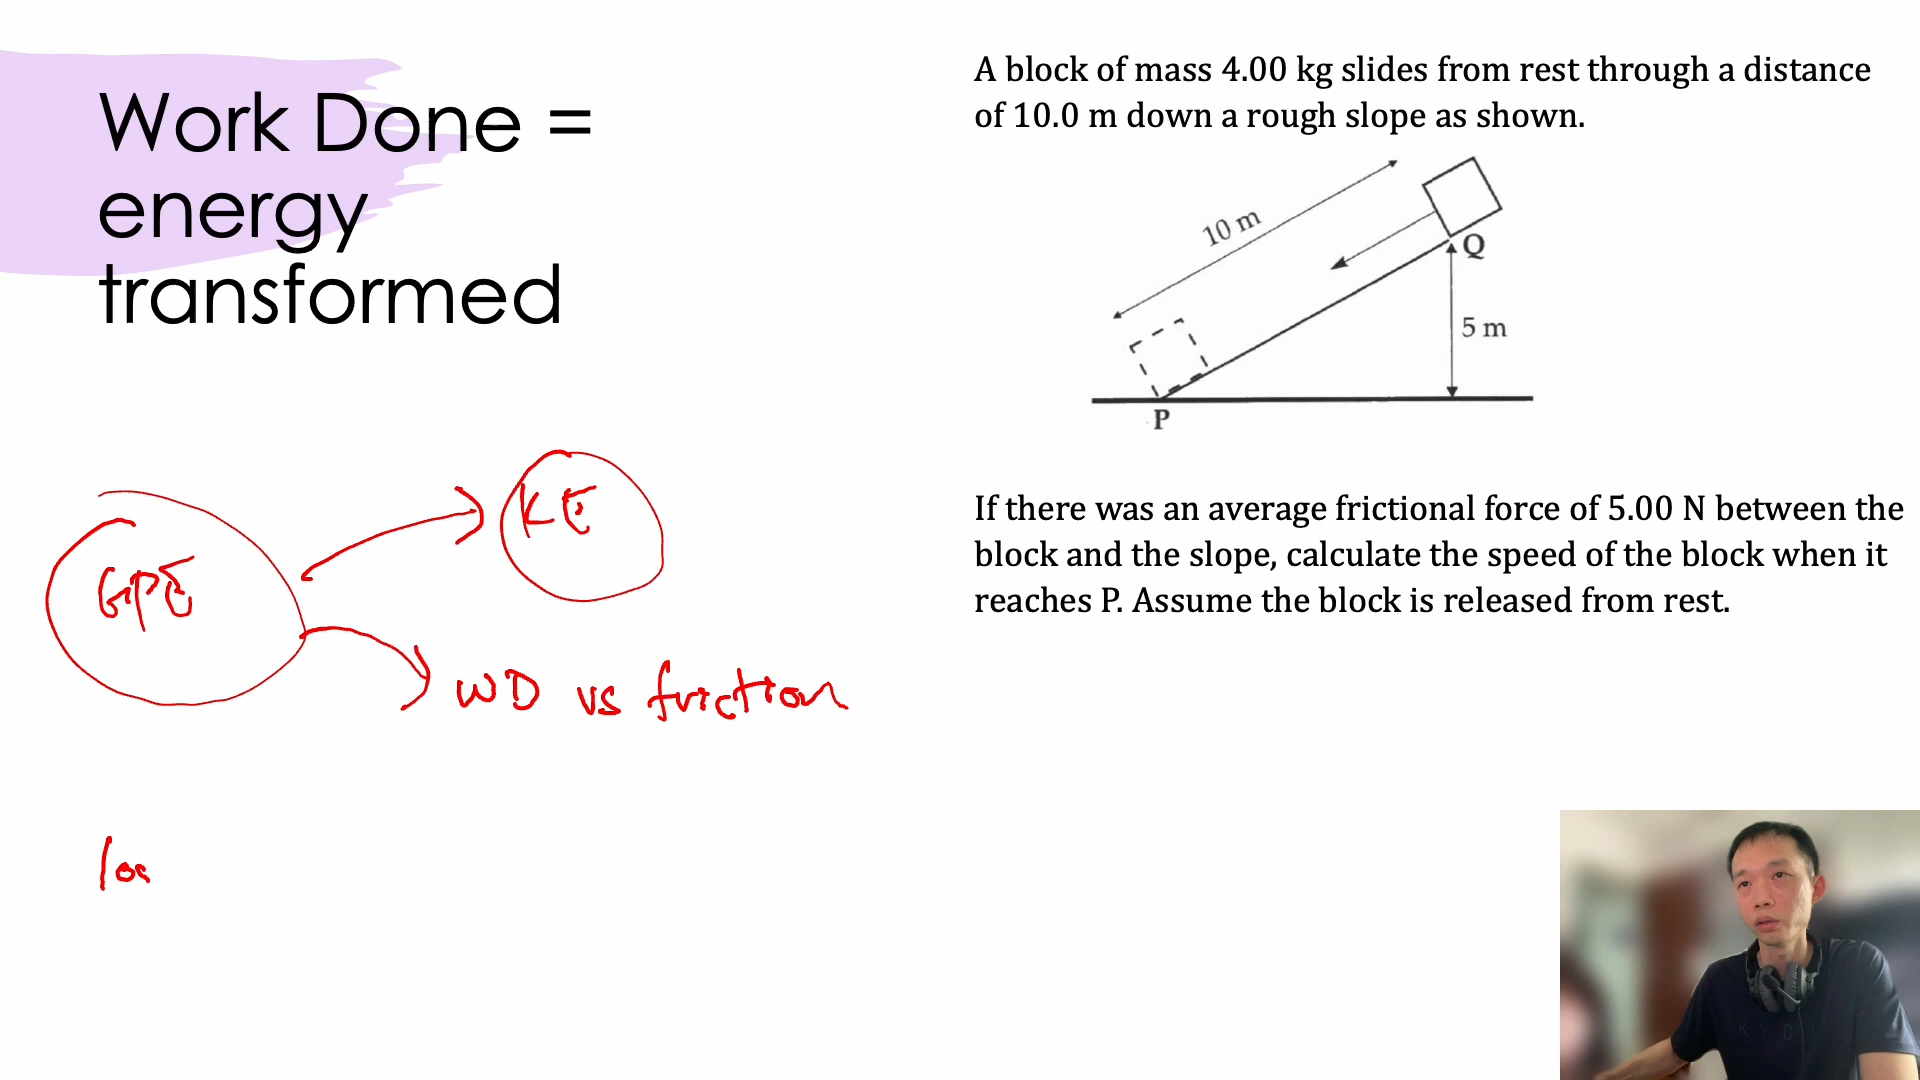 Work Done =
energy
transformed
A block of mass 4.00 kg slides from rest through a distance
of 10.0 m down a rough slope as shown.
10 m
Q
5 m
P
If there was an average frictional force of 5.00 N between the
block and the slope, calculate the speed of the block when it
reaches P. Assume the block is released from rest.
KE
GPE
WD vs friction